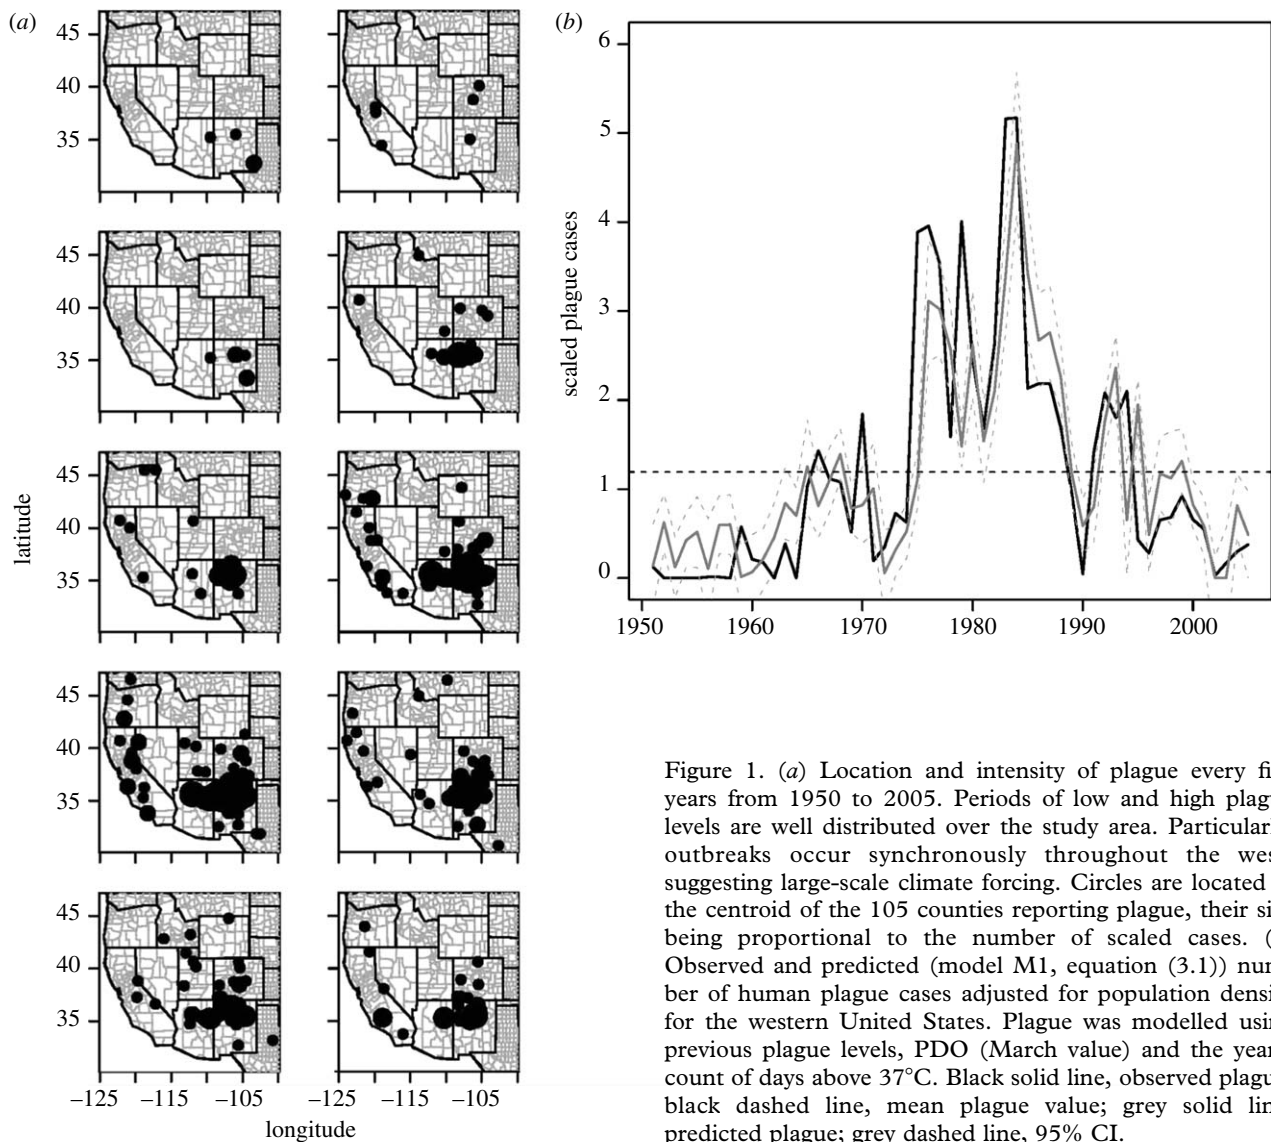 (a)
(b)
45
40
35
45
40
35
latitude
45
40
35
45
40
35
45
40
35
−125 −115 −105 −125 −115 −105
longitude
scaled plague cases
6
5
4
3
2
1
0
1950 1960 1970 1980 1990 2000
Figure 1. (a) Location and intensity of plague every fi
years from 1950 to 2005. Periods of low and high plagu
levels are well distributed over the study area. Particular
outbreaks occur synchronously throughout the wes
suggesting large-scale climate forcing. Circles are located
the centroid of the 105 counties reporting plague, their si
being proportional to the number of scaled cases. (
Observed and predicted (model M1, equation (3.1)) num
ber of human plague cases adjusted for population densi
for the western United States. Plague was modelled usin
previous plague levels, PDO (March value) and the year
count of days above 37°C. Black solid line, observed plagu
black dashed line, mean plague value; grey solid lin
predicted plague; grey dashed line, 95% CI.